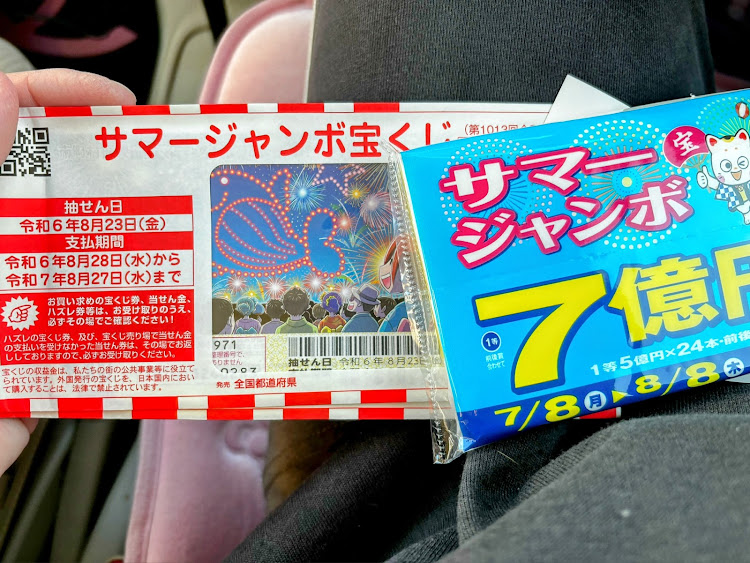 サマージャンボ宝くじ
(第1013回
抽せん日
令和6年8月23日(金)
支払期間
令和6年8月28日(水)から
令和7年8月27日(水)まで
お買い求めの宝くじ券、当せん金、
ハズレ券等は、お受け取りのうえ、
必ずその場でご確認ください!
ハズレの宝くじ券、及び、宝くじ売り場で当せん金
の支払いを受けなかった当せん券は、その場でお返
ししておりますので、必ずお受け取りください。
宝くじの収益金は、私たちの街の公共事業等に役立て
られています。外国発行の宝くじを、日本国内におい
て購入することは、法律で禁止されています。
971
0283
抽せん日 令和6年8月23
発売 全国都道府県
サマー
ジャンボ
宝
1等
前後賞
合わせて
7億円
1等5億円×24本・前後
7/8(月)▶8/8(木)